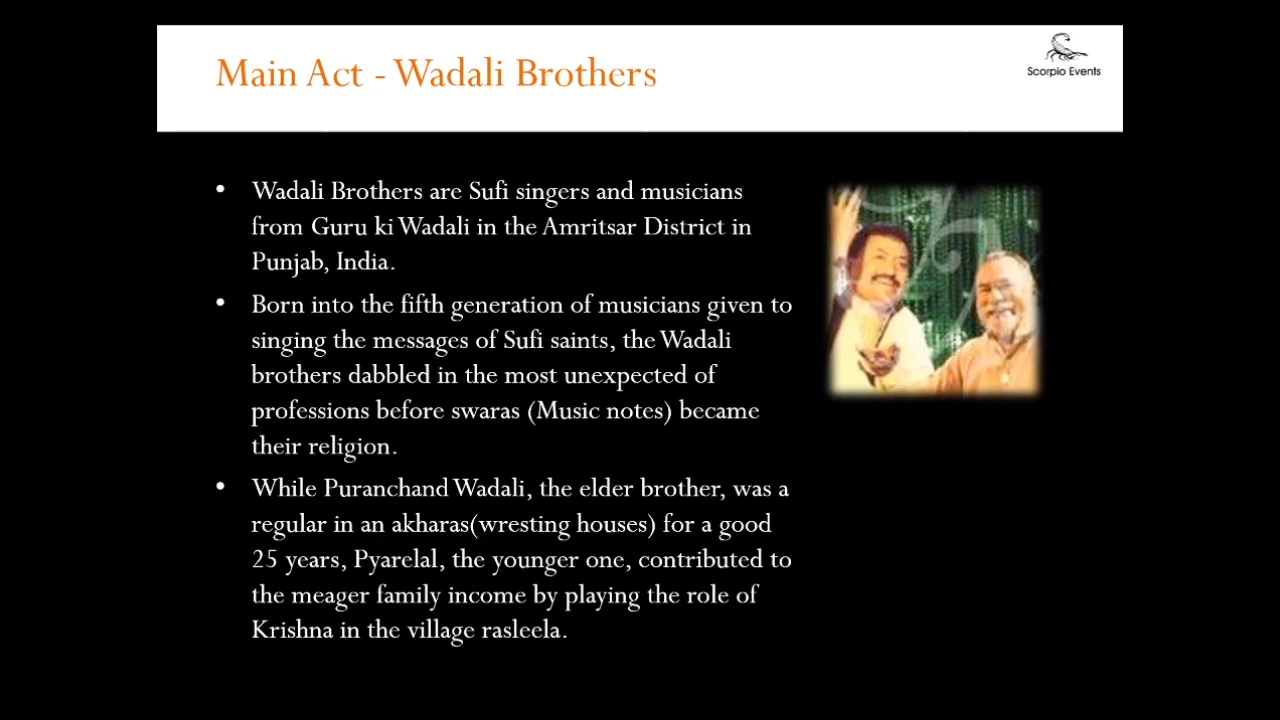 Main Act - Wadali Brothers
Scorpio Events
• Wadali Brothers are Sufi singers and musicians
from Guru ki Wadali in the Amritsar District in
Punjab, India.
• Born into the fifth generation of musicians given to
singing the messages of Sufi saints, the Wadali
brothers dabbled in the most unexpected of
professions before swaras (Music notes) became
their religion.
• While Puranchand Wadali, the elder brother, was a
regular in an akharas(wresting houses) for a good
25 years, Pyarelal, the younger one, contributed to
the meager family income by playing the role of
Krishna in the village rasleela.